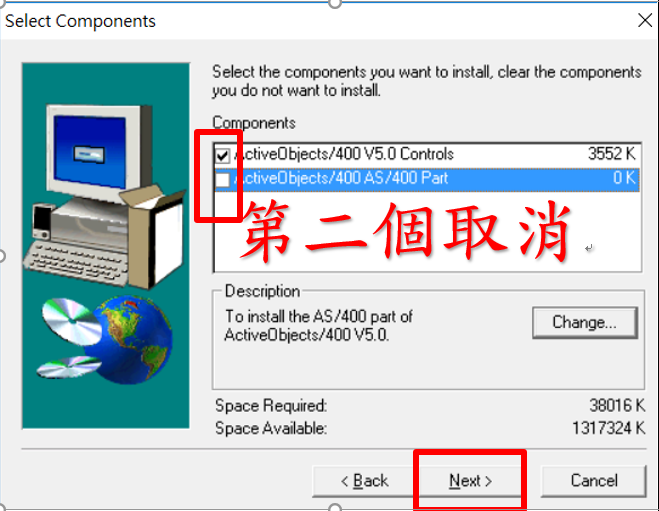 Select Components
Select the components you want to install, clear the components
you do not want to install.
Components
ActiveObjects/400 V5.0 Controls 3552 K
ActiveObjects/400 AS/400 Part 0 K
第二個取消
Description
To install the AS/400 part of
ActiveObjects/400 V5.0.
Change...
Space Required: 38016 K
Space Available: 1317324 K
< Back Next > Cancel